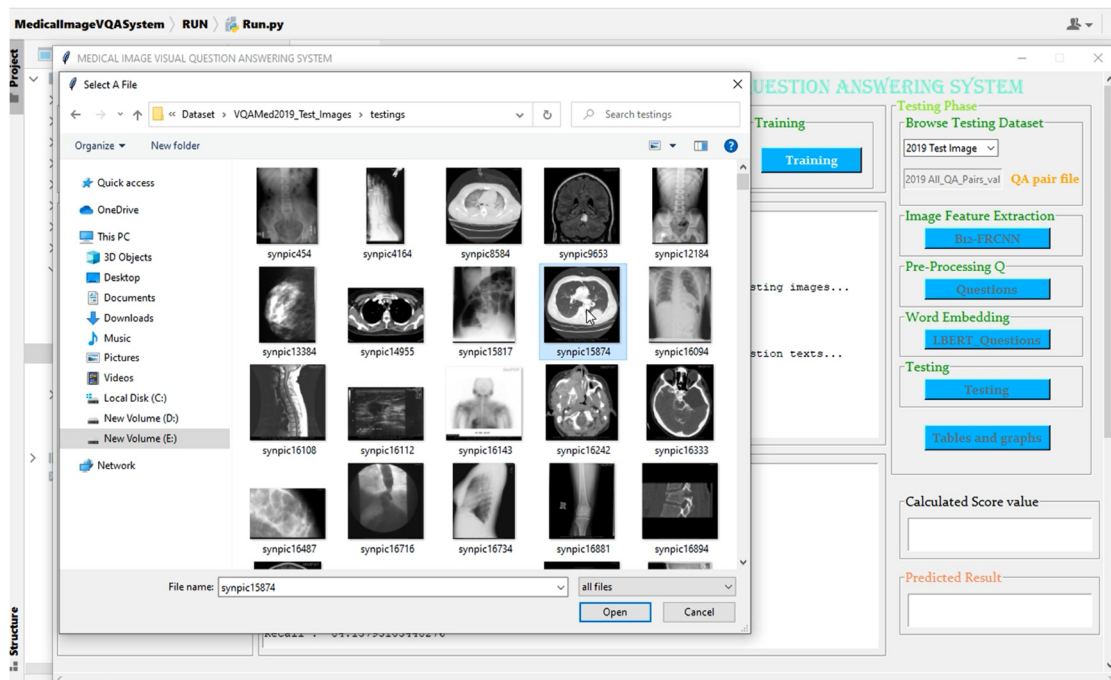 MedicalImageVQASystem RUN Run.py
Project
MEDICAL IMAGE VISUAL QUESTION ANSWERING SYSTEM
Select A File
QUESTION ANSWERING SYSTEM
« Dataset › VQAMed2019_Test_Images › testings
Search testings
Organize
New folder
Quick access
OneDrive
This PC
3D Objects
Desktop
Documents
Downloads
Music
Pictures
Videos
Local Disk (C:)
New Volume (D:)
New Volume (E:)
Network
synpic454 synpic4164 synpic8584 synpic9653 synpic12184
synpic13384 synpic14955 synpic15817 synpic15874 synpic16094
synpic16108 synpic16112 synpic16143 synpic16242 synpic16333
synpic16487 synpic16716 synpic16734 synpic16881 synpic16894
File name: synpic15874
all files
Open Cancel
Training
Training
sting images...
stion texts...
Testing Phase
Browse Testing Dataset
2019 Test Image
2019 All_QA_Pairs_val QA pair file
Image Feature Extraction
B12-FRCNN
Pre-Processing Q
Questions
Word Embedding
LBERT_Questions
Testing
Testing
Tables and graphs
Calculated Score value
Predicted Result
Structure